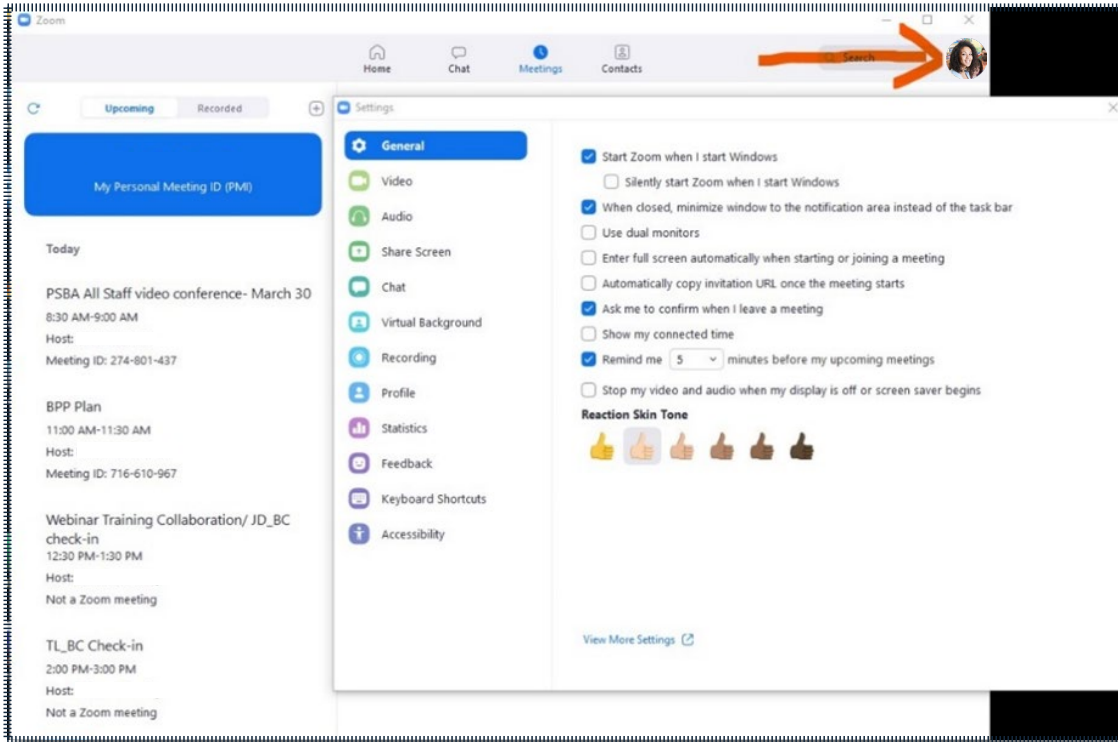 Zoom
Home
Chat
Meetings
Contacts
Search
Upcoming
Recorded
My Personal Meeting ID (PMI)
Today
PSBA All Staff video conference- March 30
8:30 AM-9:00 AM
Host:
Meeting ID: 274-801-437
BPP Plan
11:00 AM-11:30 AM
Host:
Meeting ID: 716-610-967
Webinar Training Collaboration/ JD_BC
check-in
12:30 PM-1:30 PM
Host:
Not a Zoom meeting
TL_BC Check-in
2:00 PM-3:00 PM
Host:
Not a Zoom meeting
Settings
General
Video
Audio
Share Screen
Chat
Virtual Background
Recording
Profile
Statistics
Feedback
Keyboard Shortcuts
Accessibility
Start Zoom when I start Windows
Silently start Zoom when I start Windows
When closed, minimize window to the notification area instead of the task bar
Use dual monitors
Enter full screen automatically when starting or joining a meeting
Automatically copy invitation URL once the meeting starts
Ask me to confirm when I leave a meeting
Show my connected time
Remind me 5 minutes before my upcoming meetings
Stop my video and audio when my display is off or screen saver begins
Reaction Skin Tone
View More Settings